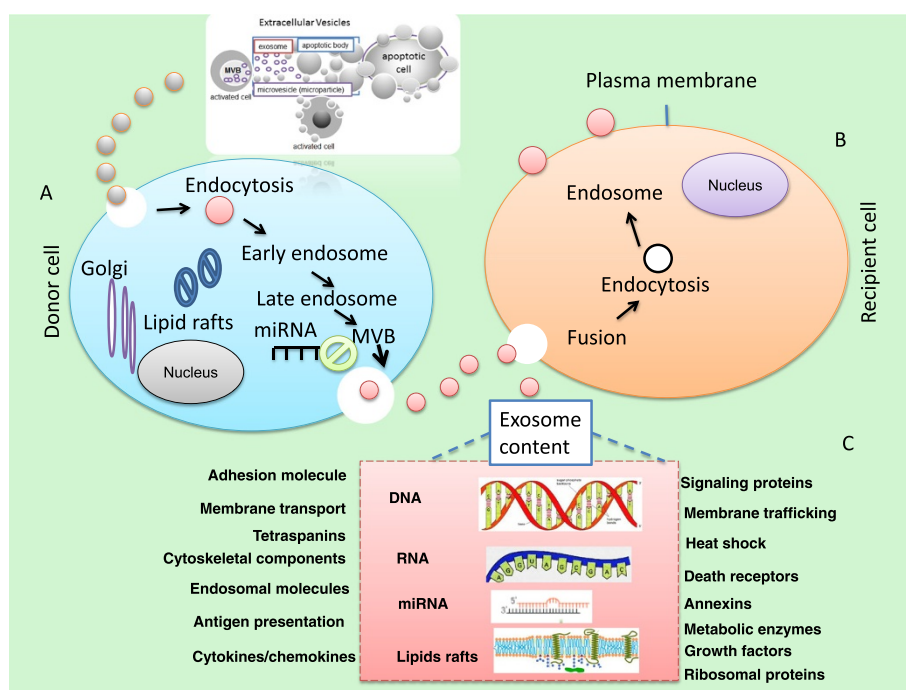 Extracellular Vesicles
exosome
apoptotic body
MVB
activated cell
microvesicle (microparticle)
apoptotic
cell
activated cell
A
Donor cell
Endocytosis
Early endosome
Late endosome
Golgi
Lipid rafts
miRNA
MVB
Nucleus
Plasma membrane
B
Recipient cell
Nucleus
Endosome
Endocytosis
Fusion
Exosome
content
C
Adhesion molecule
Membrane transport
Tetraspanins
Cytoskeletal components
Endosomal molecules
Antigen presentation
Cytokines/chemokines
DNA
RNA
A G G U A G C G A C
miRNA
5'
3'
Lipids rafts
Signaling proteins
Membrane trafficking
Heat shock
Death receptors
Annexins
Metabolic enzymes
Growth factors
Ribosomal proteins